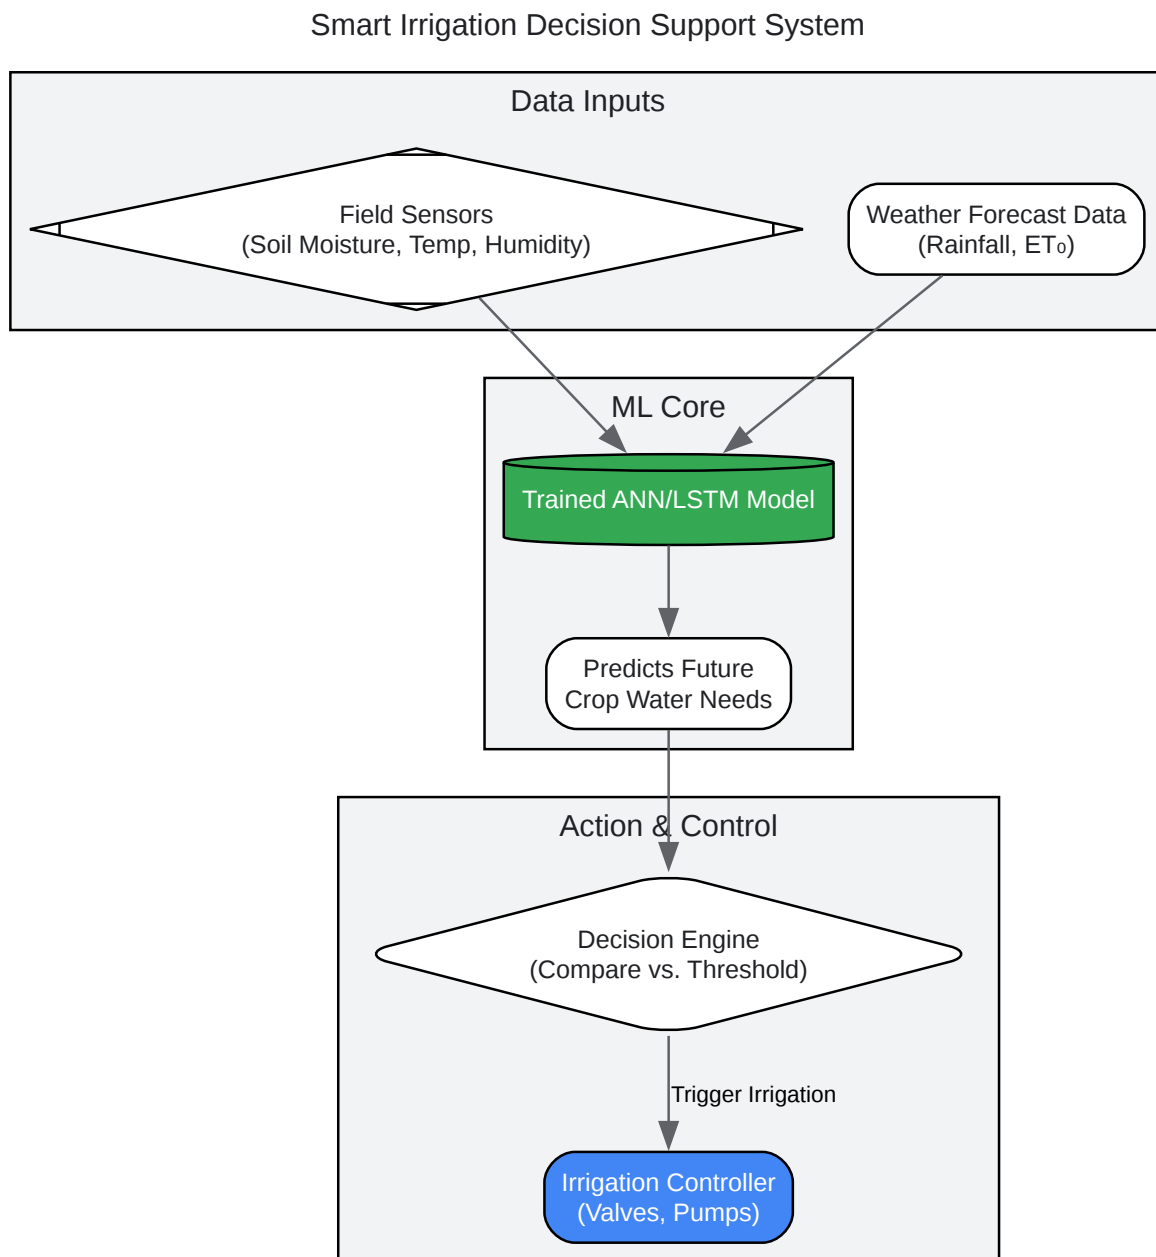 Smart Irrigation Decision Support System
Data Inputs
Field Sensors
(Soil Moisture, Temp, Humidity)
Weather Forecast Data
(Rainfall, ET₀)
ML Core
Trained ANN/LSTM Model
Predicts Future
Crop Water Needs
Action & Control
Decision Engine
(Compare vs. Threshold)
Trigger Irrigation
Irrigation Controller
(Valves, Pumps)